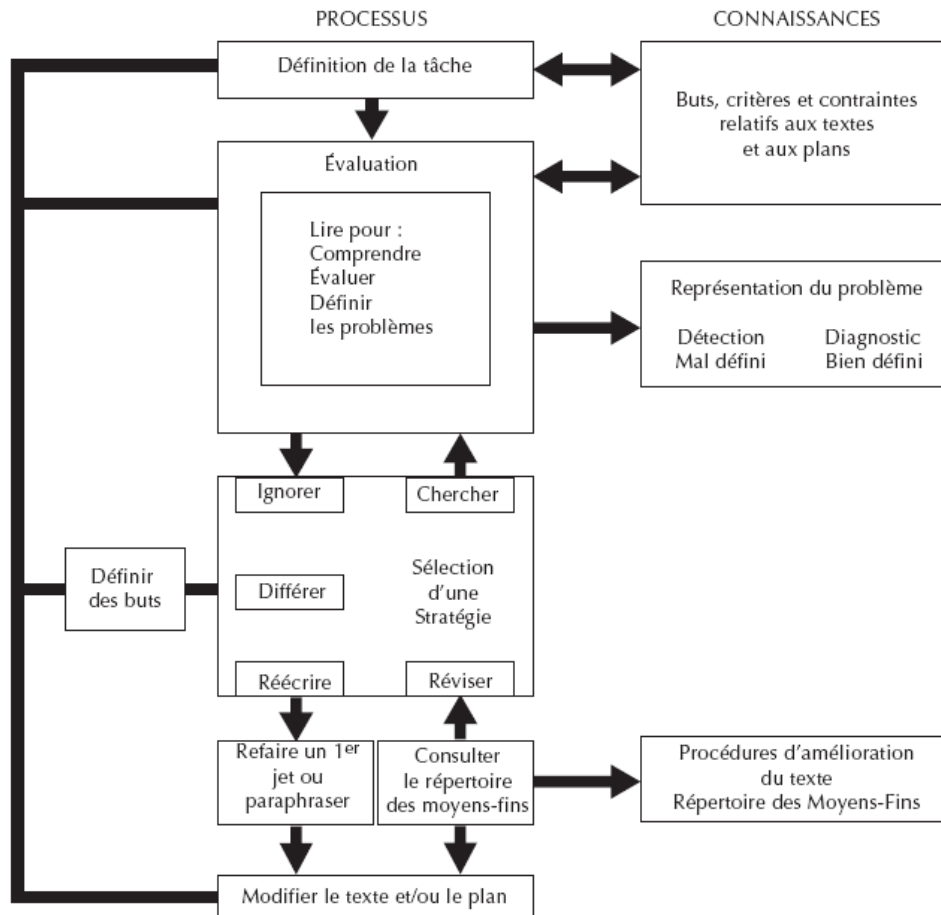 PROCESSUS
CONNAISSANCES
Définition de la tâche
Buts, critères et contraintes
relatifs aux textes
et aux plans
Évaluation
Lire pour :
Comprendre
Évaluer
Définir
les problèmes
Représentation du problème
Détection Diagnostic
Mal défini Bien défini
Ignorer
Chercher
Définir
des buts
Différer
Sélection
d'une
Stratégie
Réécrire
Réviser
Refaire un 1er
jet ou
paraphraser
Consulter
le répertoire
des moyens-fins
Procédures d'amélioration
du texte
Répertoire des Moyens-Fins
Modifier le texte et/ou le plan